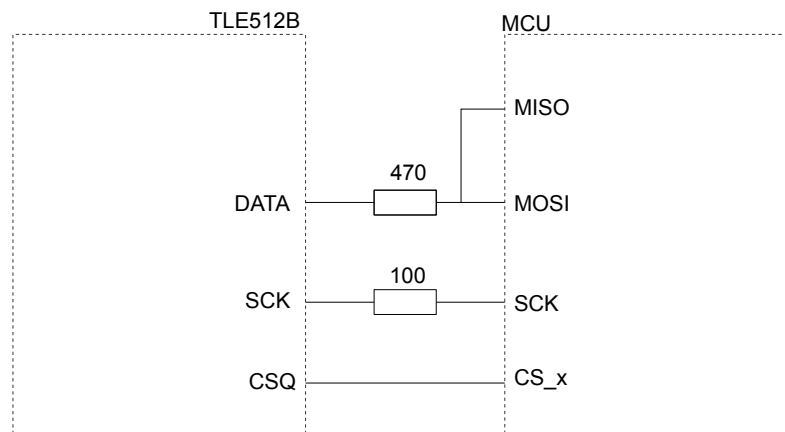 TLE512B
MCU
MISO
470
DATA
MOSI
100
SCK
SCK
CSQ
CS_x